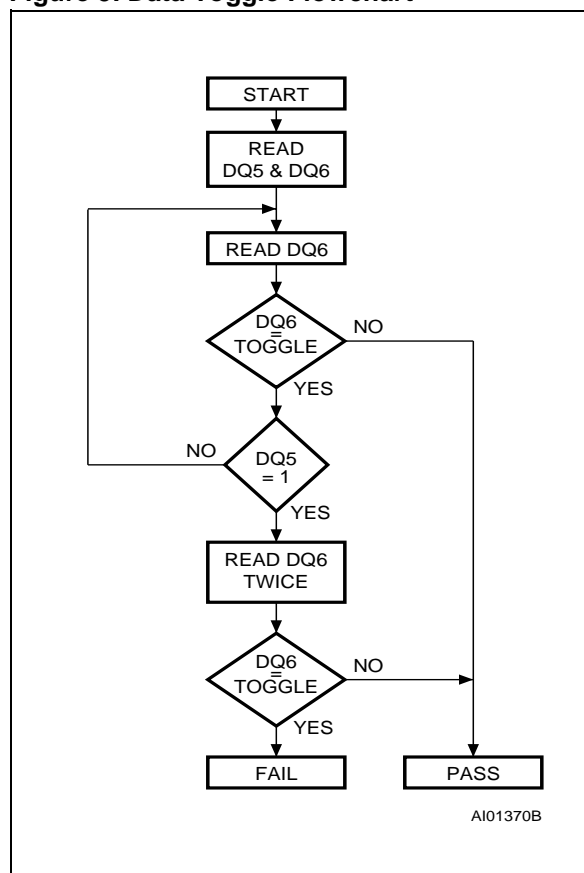 Figure Data Toggle Flowchart
START
READ
DQ5 & DQ6
READ DQ6
DQ6
=
TOGGLE
NO
YES
NO
DQ5
= 1
YES
READ DQ6
TWICE
DQ6
=
TOGGLE
NO
YES
FAIL
PASS
AI01370B